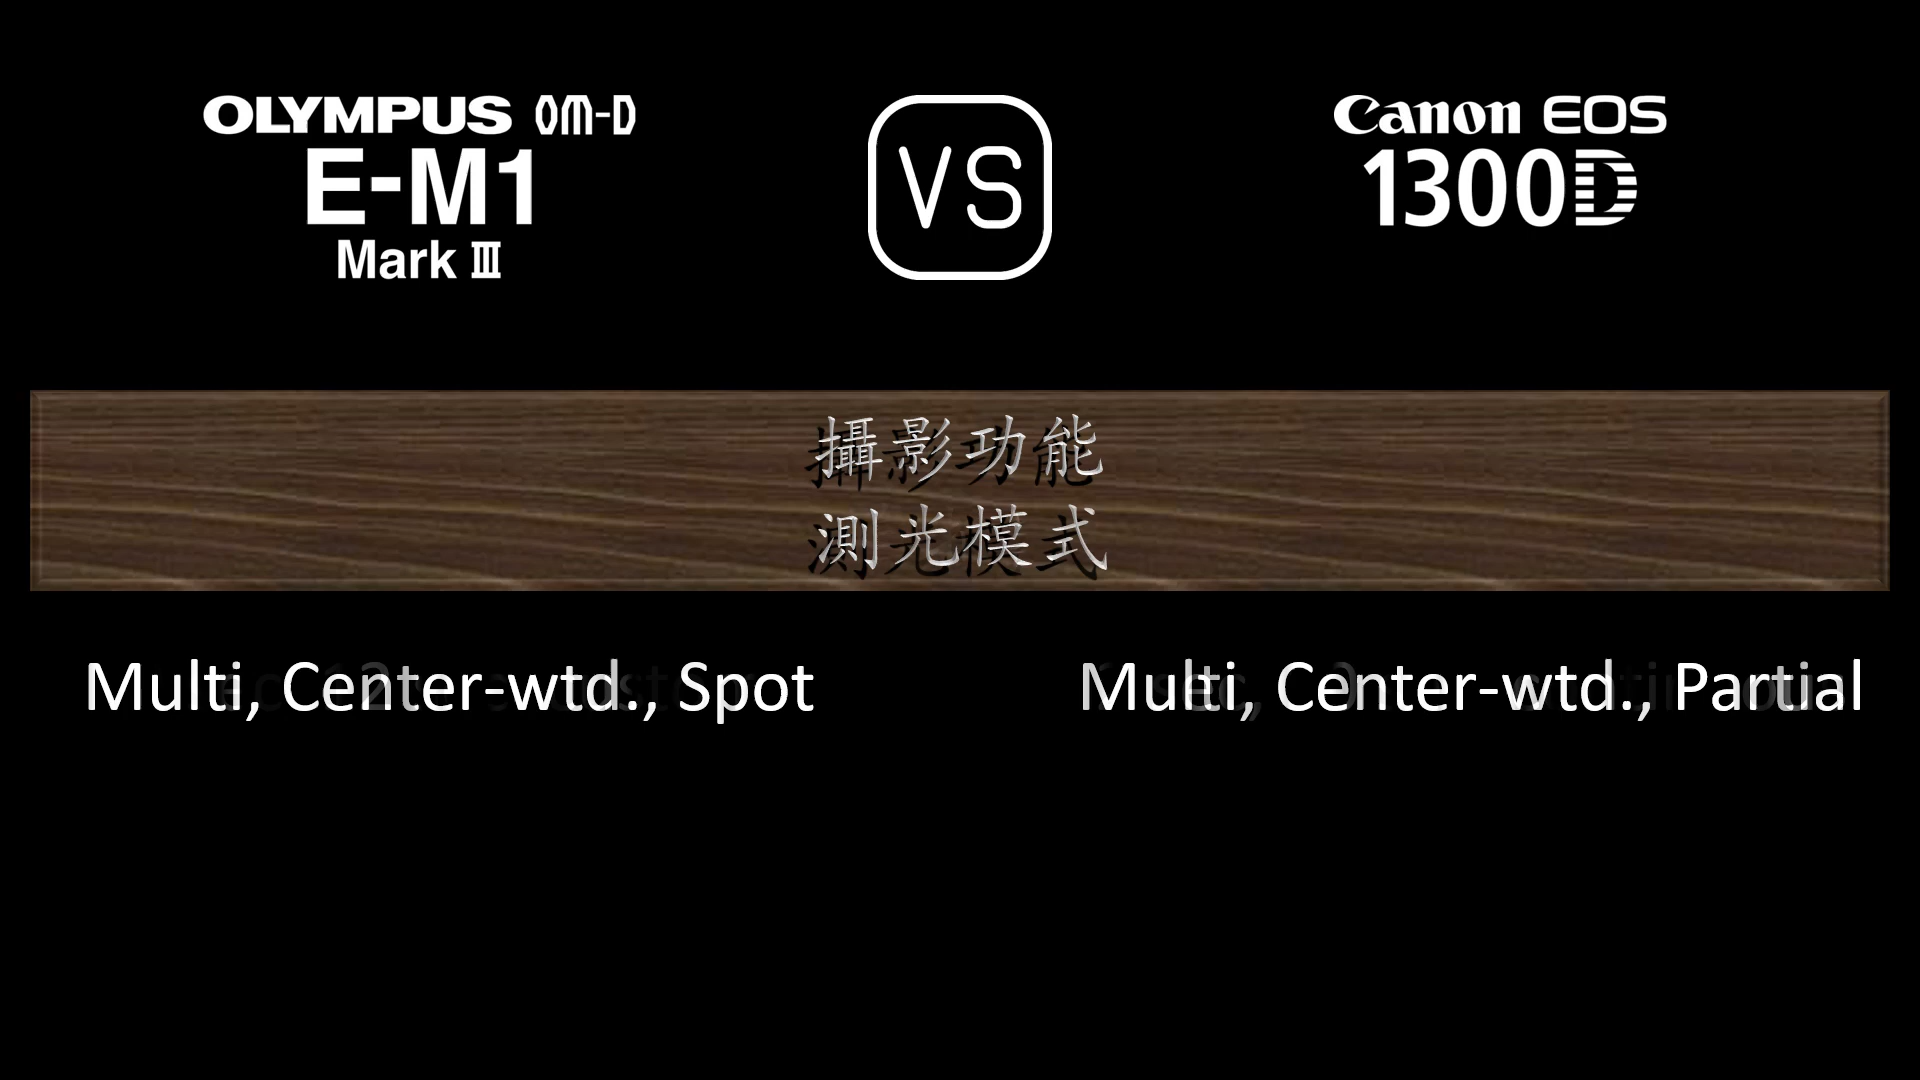 OLYMPUS OM-D
E-M1
Mark III
VS
Canon EOS
1300D
攝影功能
測光模式
Multi, Center-wtd., Spot
Multi, Center-wtd., Partial